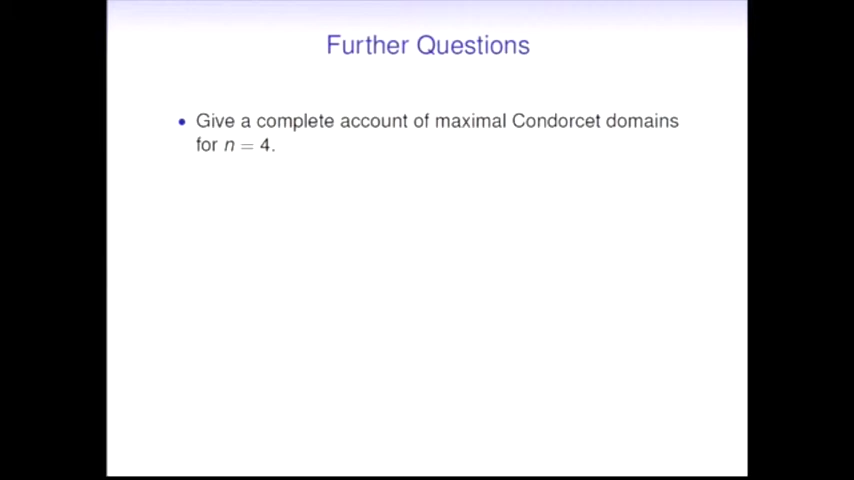 Further Questions
• Give a complete account of maximal Condorcet domains
for n = 4.